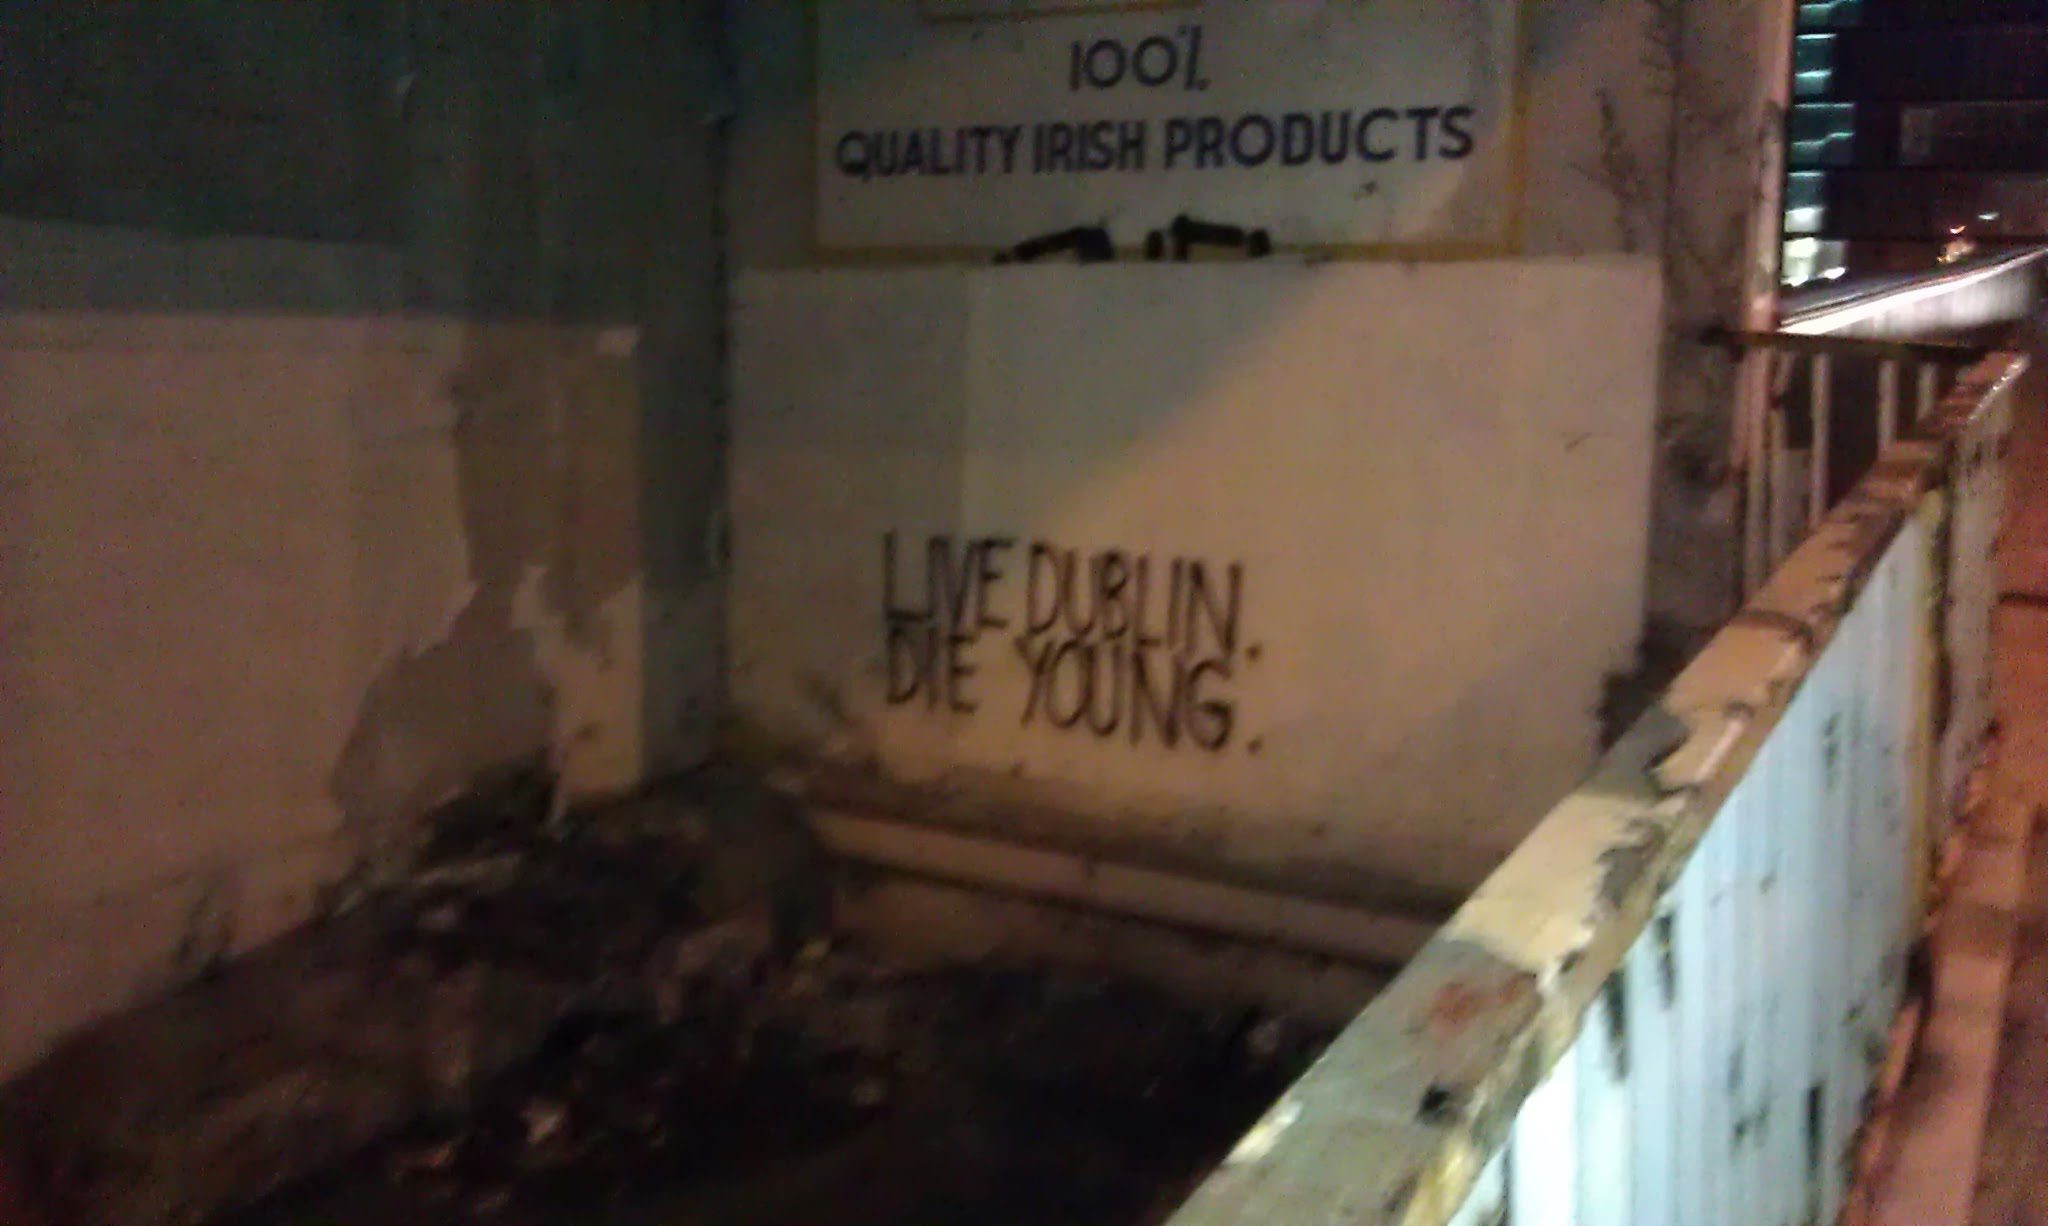 100%
QUALITY IRISH PRODUCTS
LIVE DUBLIN.
DIE YOUNG.